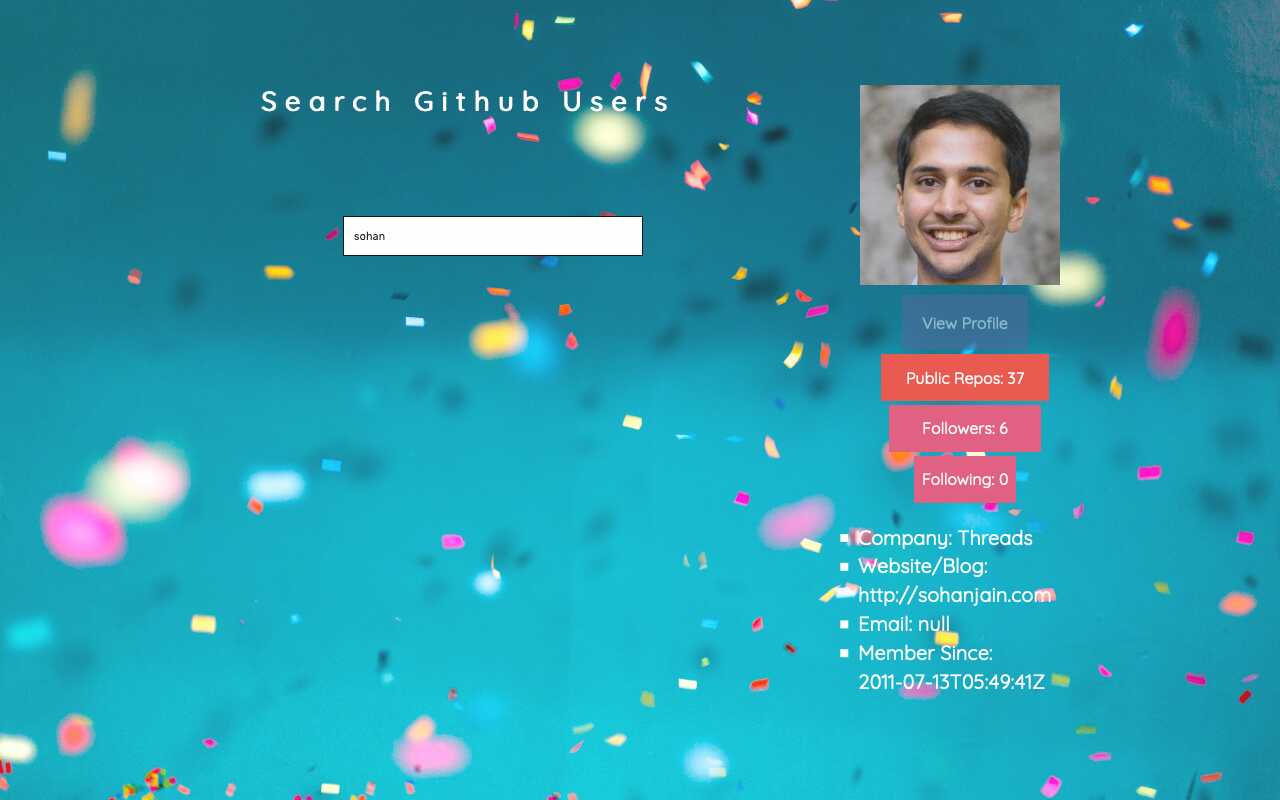 Search Github Users
sohan
View Profile
Public Repos: 37
Followers: 6
Following: 0
Company: Threads
Website/Blog:
http://sohanjain.com
Email: null
Member Since:
2011-07-13T05:49:41Z